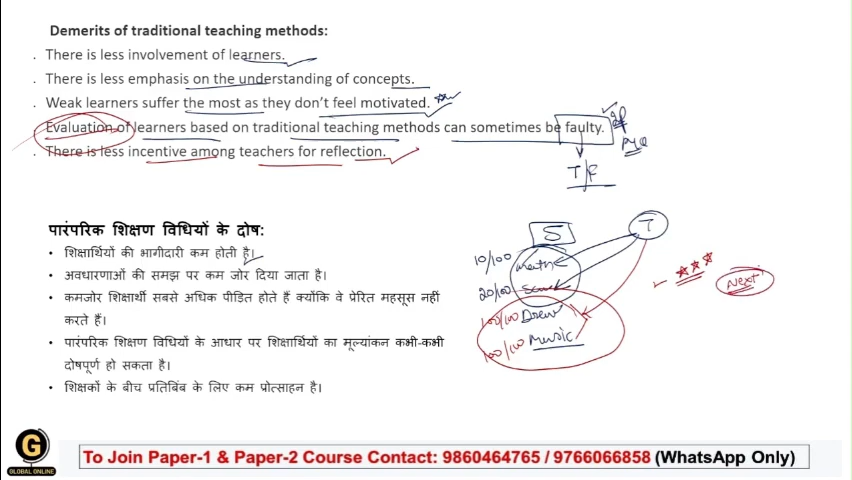 Demerits of traditional teaching methods:
. There is less involvement of learners.
. There is less emphasis on the understanding of concepts.
. Weak learners suffer the most as they don't feel motivated.
. Evaluation of learners based on traditional teaching methods can sometimes be faulty.
. There is less incentive among teachers for reflection.
PYQ
T/F
पारंपरिक शिक्षण विधियों के दोष:
• शिक्षार्थियों की भागीदारी कम होती है।
• अवधारणाओं की समझ पर कम जोर दिया जाता है।
• कमजोर शिक्षार्थी सबसे अधिक पीडित होते हैं क्योंकि वे प्रेरित महसूस नहीं
करते हैं।
• पारंपरिक शिक्षण विधियों के आधार पर शिक्षार्थियों का मूल्यांकन कभी-कभी
दोषपूर्ण हो सकता है।
• शिक्षकों के बीच प्रतिबिंब के लिए कम प्रोत्साहन है।
S T
10/100 Math
20/100
100/100 Drew
100/100 Music
Next
G
GLOBAL ONLINE
To Join Paper-1 & Paper-2 Course Contact: 9860464765 / 9766066858 (WhatsApp Only)